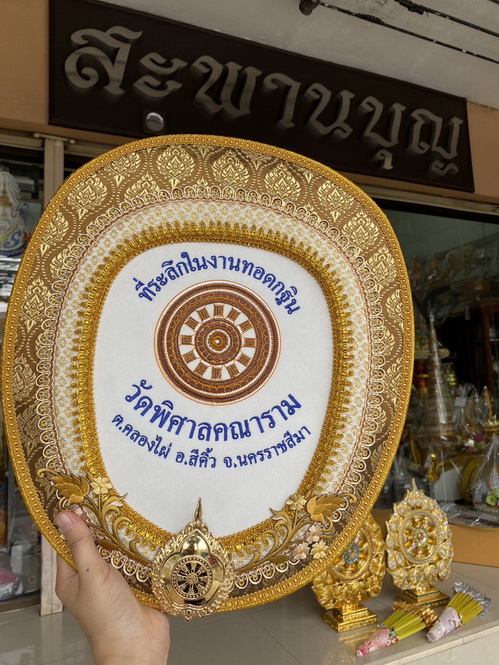 สะพานบุญ
ที่ระลึกในงานทอดกฐิน
วัดพิศาลคณาราม
ต.คลองไผ่ อ.สีคิ้ว จ.นครราชสีมา